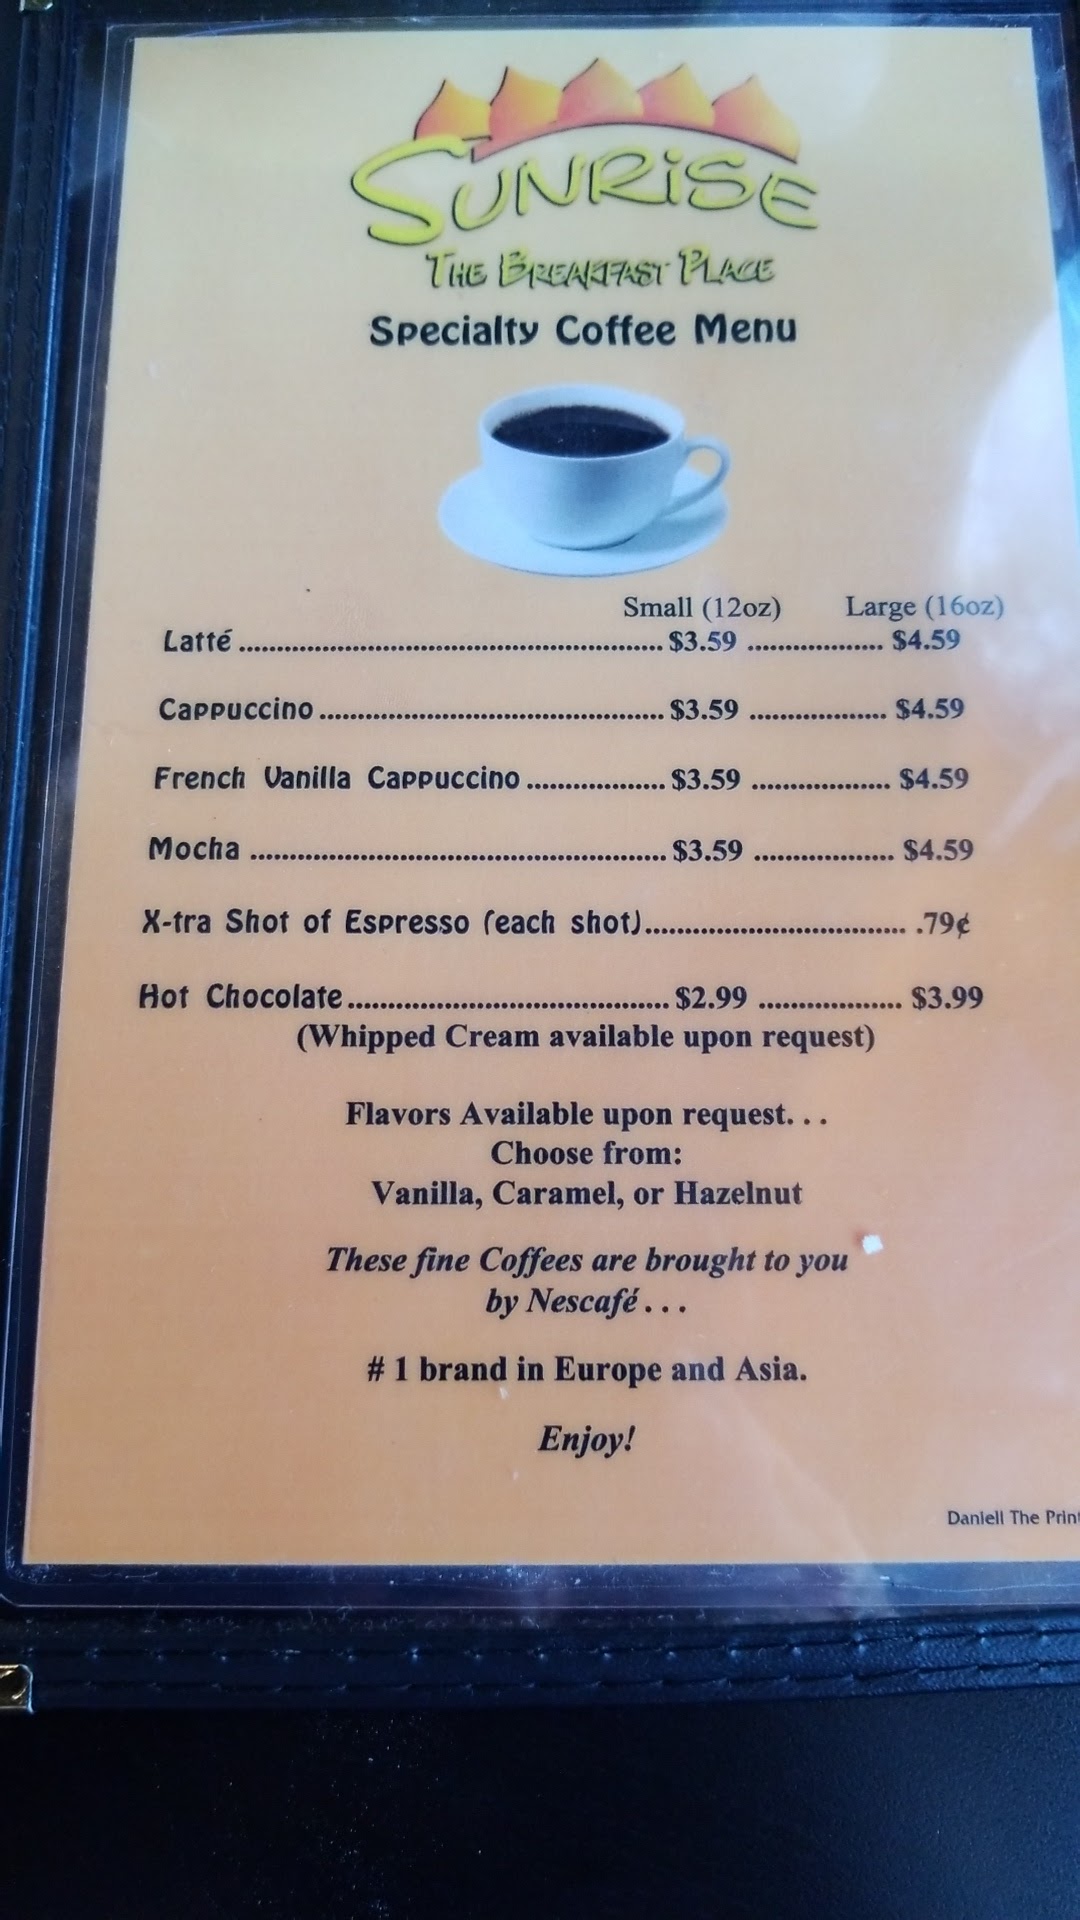 SUNRiSE
THE BREAKFAST PLACE
Specialty Coffee Menu
Small (12oz) Large (16oz)
Latté ........................................................ $3.59 .................. $4.59
Cappuccino ............................................. $3.59 .................. $4.59
French Vanilla Cappuccino .................. $3.59 .................. $4.59
Mocha ....................................................... $3.59 .................. $4.59
X-tra Shot of Espresso (each shot).................................. .79¢
Hot Chocolate.......................................... $2.99 ................... $3.99
(Whipped Cream available upon request)
Flavors Available upon request. . .
Choose from:
Vanilla, Caramel, or Hazelnut
These fine Coffees are brought to you
by Nescafé . . .
# 1 brand in Europe and Asia.
Enjoy!
Daniell The Print